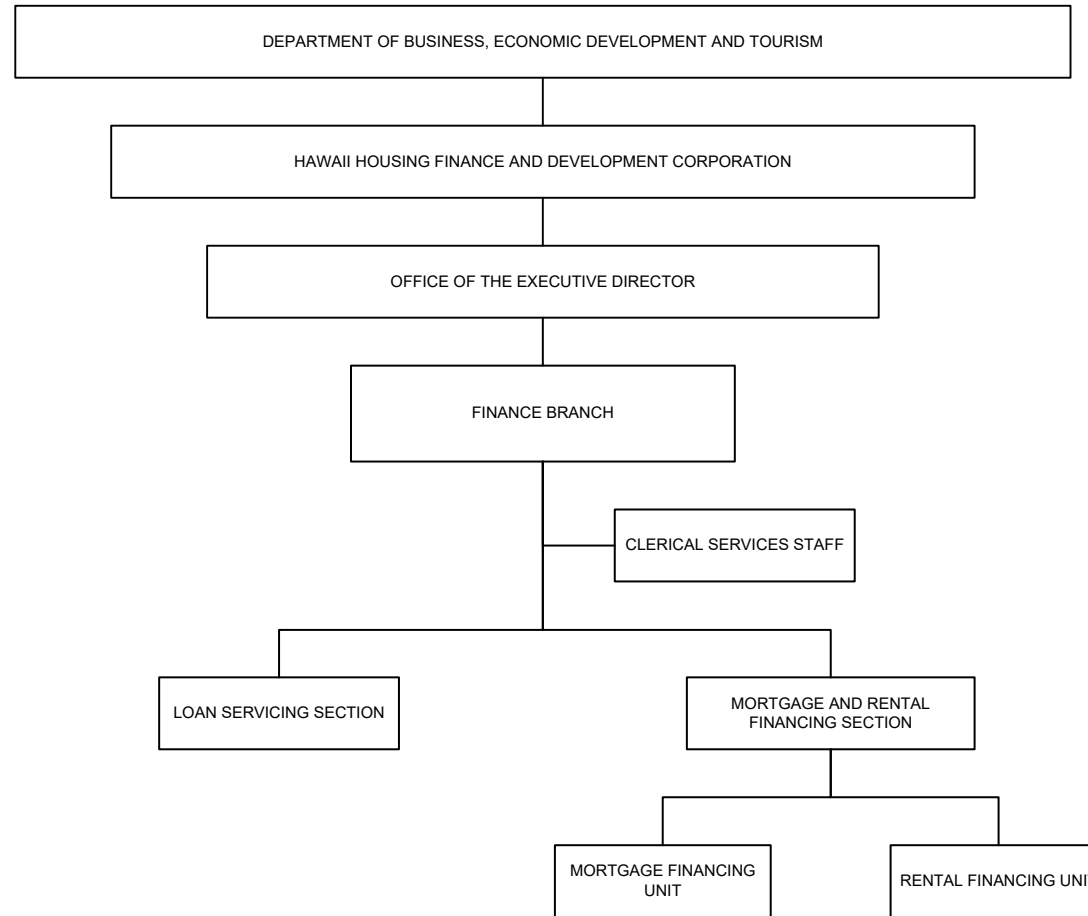 DEPARTMENT OF BUSINESS, ECONOMIC DEVELOPMENT AND TOURISM
HAWAII HOUSING FINANCE AND DEVELOPMENT CORPORATION
OFFICE OF THE EXECUTIVE DIRECTOR
FINANCE BRANCH
CLERICAL SERVICES STAFF
LOAN SERVICING SECTION
MORTGAGE AND RENTAL
FINANCING SECTION
MORTGAGE FINANCING
UNIT
RENTAL FINANCING UNIT